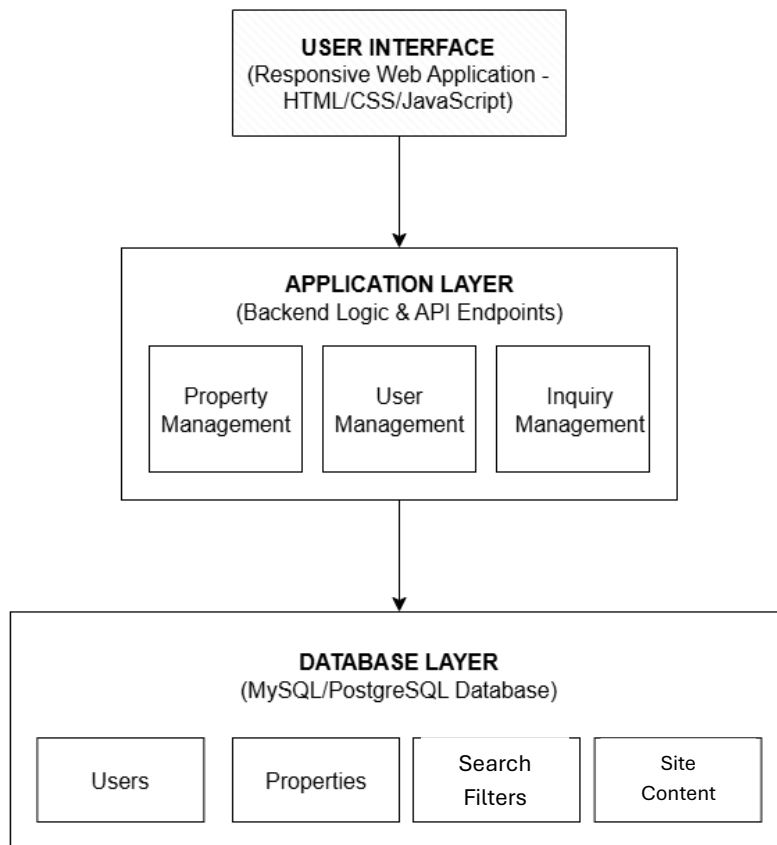 USER INTERFACE
(Responsive Web Application -
HTML/CSS/JavaScript)
APPLICATION LAYER
(Backend Logic & API Endpoints)
Property
Management
User
Management
Inquiry
Management
DATABASE LAYER
(MySQL/PostgreSQL Database)
Users
Properties
Search
Filters
Site
Content